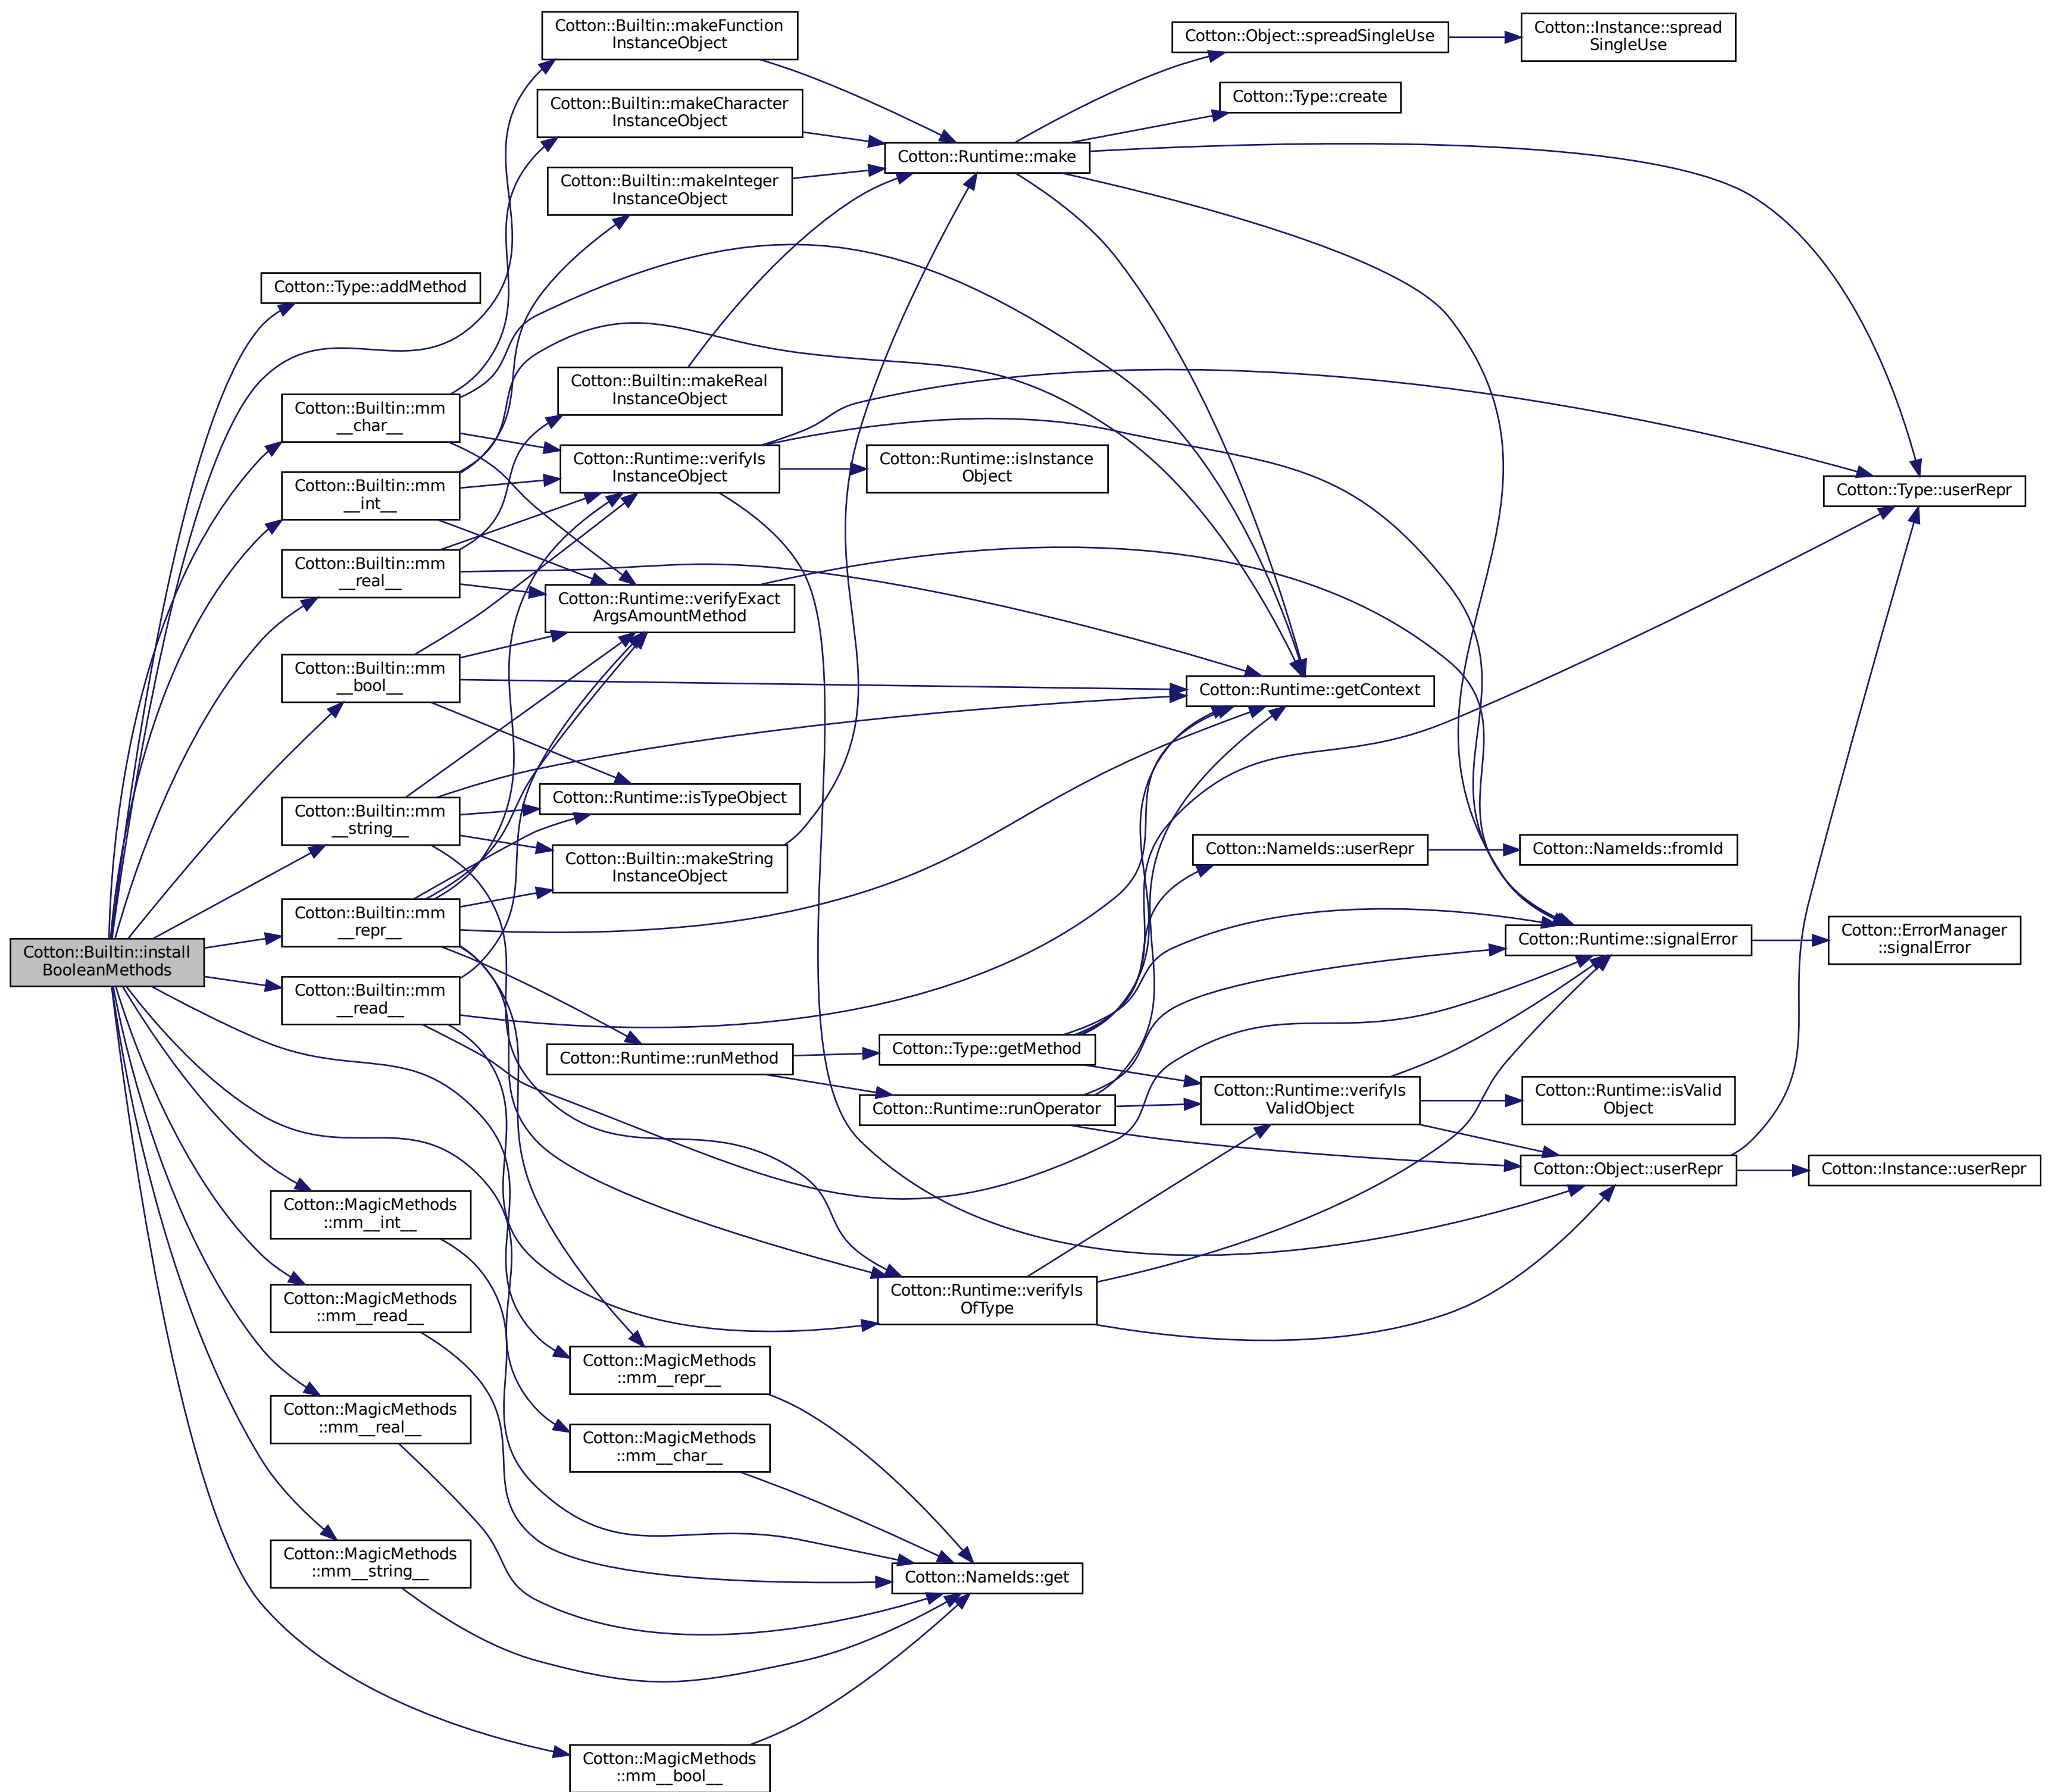 Cotton::Builtin::install
BooleanMethods
Cotton::Type::addMethod
Cotton::Builtin::mm
__char__
Cotton::Builtin::mm
__int__
Cotton::Builtin::mm
__real__
Cotton::Builtin::mm
__bool__
Cotton::Builtin::mm
__string__
Cotton::Builtin::mm
__repr__
Cotton::Builtin::mm
__read__
Cotton::MagicMethods
::mm__int__
Cotton::MagicMethods
::mm__read__
Cotton::MagicMethods
::mm__real__
Cotton::MagicMethods
::mm__string__
Cotton::Builtin::makeFunction
InstanceObject
Cotton::Builtin::makeCharacter
InstanceObject
Cotton::Builtin::makeInteger
InstanceObject
Cotton::Builtin::makeReal
InstanceObject
Cotton::Runtime::verifyIs
InstanceObject
Cotton::Runtime::verifyExact
ArgsAmountMethod
Cotton::Runtime::isTypeObject
Cotton::Builtin::makeString
InstanceObject
Cotton::Runtime::runMethod
Cotton::MagicMethods
::mm__repr__
Cotton::MagicMethods
::mm__char__
Cotton::MagicMethods
::mm__bool__
Cotton::Runtime::make
Cotton::Runtime::isInstance
Object
Cotton::Type::getMethod
Cotton::Runtime::runOperator
Cotton::Runtime::verifyIs
OfType
Cotton::NameIds::get
Cotton::Object::spreadSingleUse
Cotton::Type::create
Cotton::Runtime::getContext
Cotton::NameIds::userRepr
Cotton::Runtime::verifyIs
ValidObject
Cotton::Instance::spread
SingleUse
Cotton::NameIds::fromId
Cotton::Runtime::signalError
Cotton::Runtime::isValid
Object
Cotton::Object::userRepr
Cotton::Type::userRepr
Cotton::ErrorManager
::signalError
Cotton::Instance::userRepr